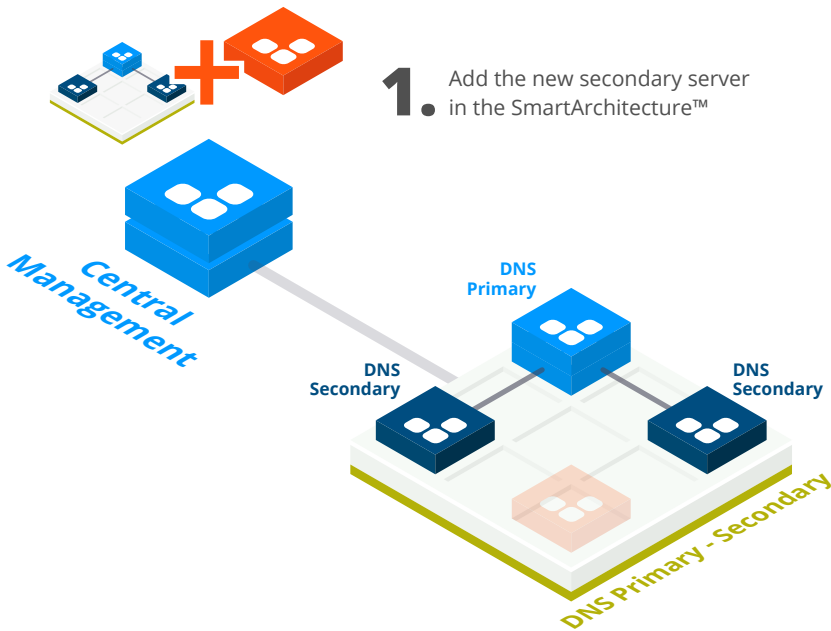 1.
Add the new secondary server
in the SmartArchitecture™
Central
Management
DNS
Primary
DNS
Secondary
DNS
Secondary
DNS Primary - Secondary